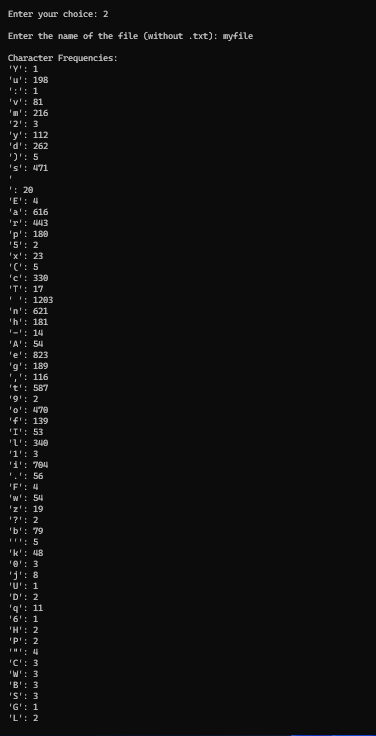 Enter your choice: 2
Enter the name of the file (without .txt): myfile
Character Frequencies:
'Y': 1
'u': 198
':': 1
'v': 81
'm': 216
'2': 3
'y': 112
'd': 262
')': 5
's': 471
'
': 20
'E': 4
'a': 616
'r': 443
'p': 180
'5': 2
'x': 23
'(': 5
'c': 330
'T': 17
' ': 1203
'n': 621
'h': 181
'-': 14
'A': 54
'e': 823
'g': 189
',': 116
't': 587
'9': 2
'o': 470
'f': 139
'I': 53
'l': 340
'1': 3
'i': 704
'.': 56
'F': 4
'w': 54
'z': 19
'?': 2
'b': 79
''': 5
'k': 48
'0': 3
'j': 8
'U': 1
'D': 2
'q': 11
'6': 1
'H': 2
'P': 2
'"': 4
'C': 3
'W': 3
'B': 3
'S': 3
'G': 1
'L': 2